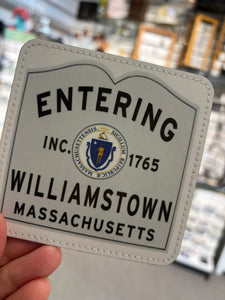 ENTERING
INC. 1765
WILLIAMSTOWN
MASSACHUSETTS